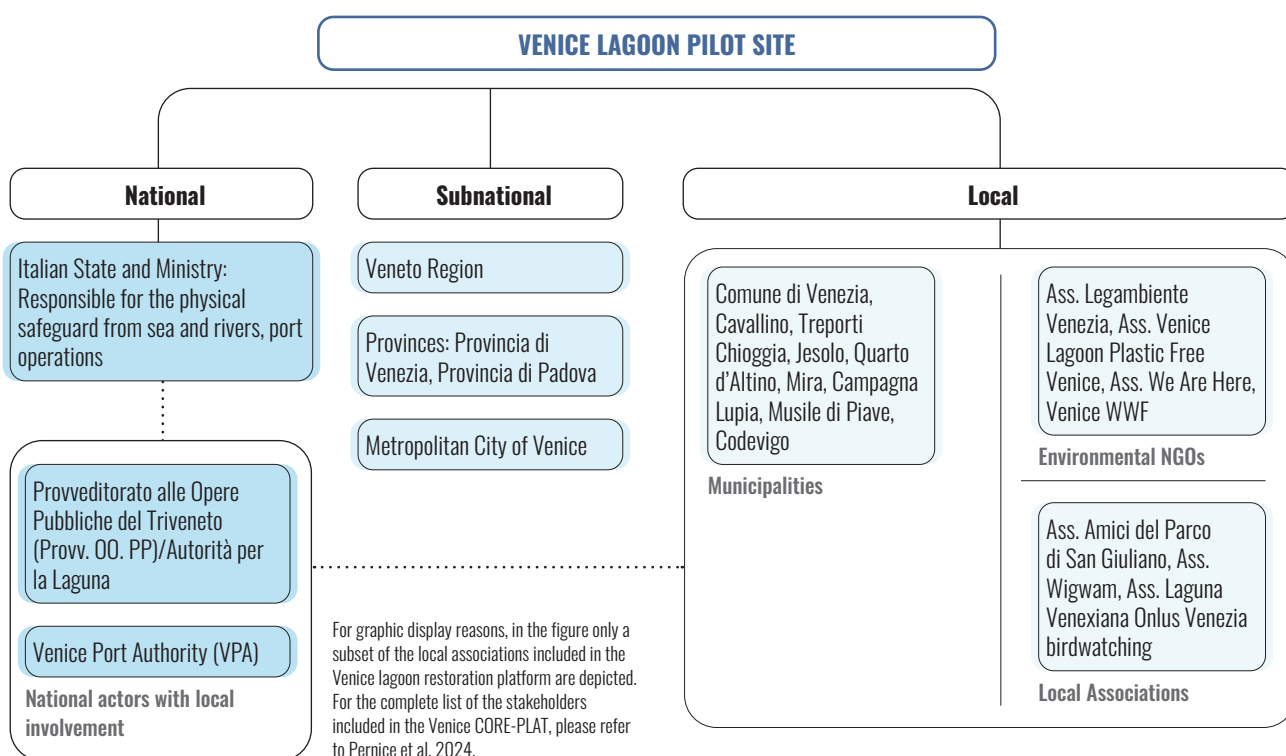 VENICE LAGOON PILOT SITE
National
Italian State and Ministry:
Responsible for the physical
safeguard from sea and rivers, port
operations
Provveditorato alle Opere
Pubbliche del Triveneto
(Provv. OO. PP)/Autorità per
la Laguna
Venice Port Authority (VPA)
National actors with local
involvement
Subnational
Veneto Region
Provinces: Provincia di
Venezia, Provincia di Padova
Metropolitan City of Venice
For graphic display reasons, in the figure only a
subset of the local associations included in the
Venice lagoon restoration platform are depicted.
For the complete list of the stakeholders
included in the Venice CORE-PLAT, please refer
to Pernice et al. 2024.
Local
Comune di Venezia,
Cavallino, Treporti
Chioggia, Jesolo, Quarto
d’Altino, Mira, Campagna
Lupia, Musile di Piave,
Codevigo
Municipalities
Ass. Legambiente
Venezia, Ass. Venice
Lagoon Plastic Free
Venice, Ass. We Are Here,
Venice WWF
Environmental NGOs
Ass. Amici del Parco
di San Giuliano, Ass.
Wigwam, Ass. Laguna
Venexiana Onlus Venezia
birdwatching
Local Associations